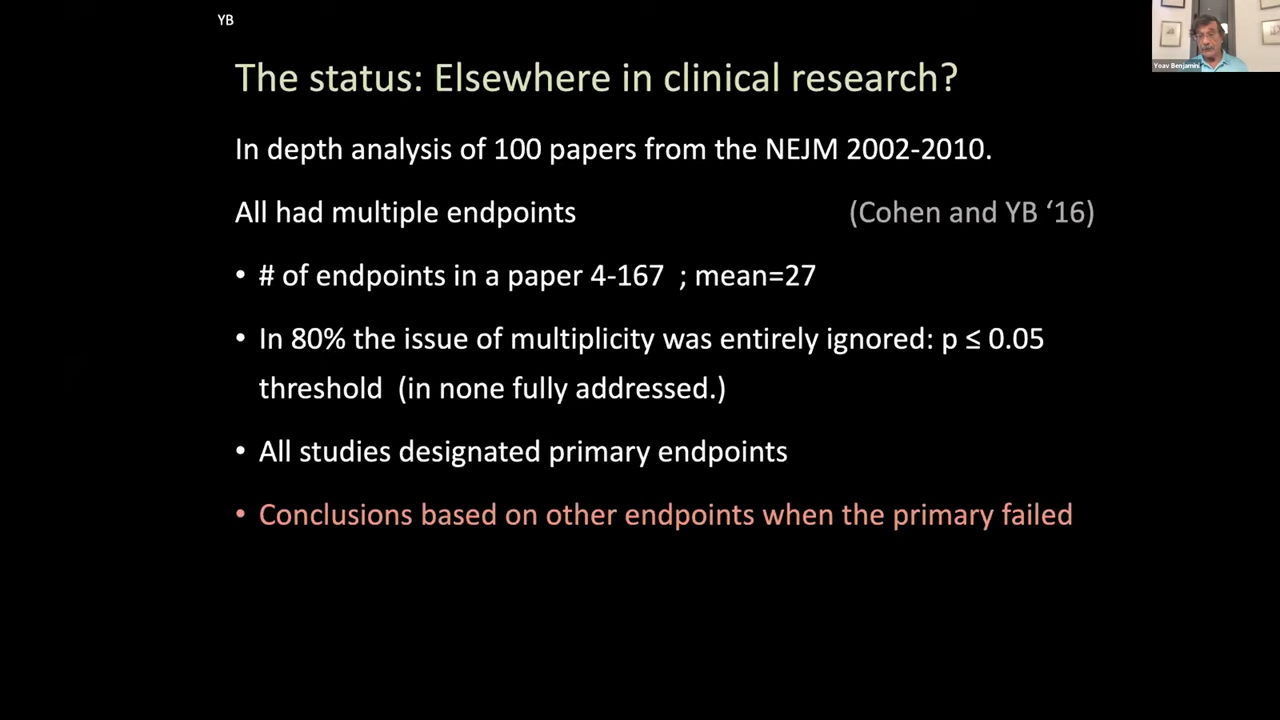 YB
Yoav Benjamini
The status: Elsewhere in clinical research?
In depth analysis of 100 papers from the NEJM 2002-2010.
All had multiple endpoints (Cohen and YB ‘16)
• # of endpoints in a paper 4-167 ; mean=27
• In 80% the issue of multiplicity was entirely ignored: p ≤ 0.05
threshold (in none fully addressed.)
• All studies designated primary endpoints
• Conclusions based on other endpoints when the primary failed